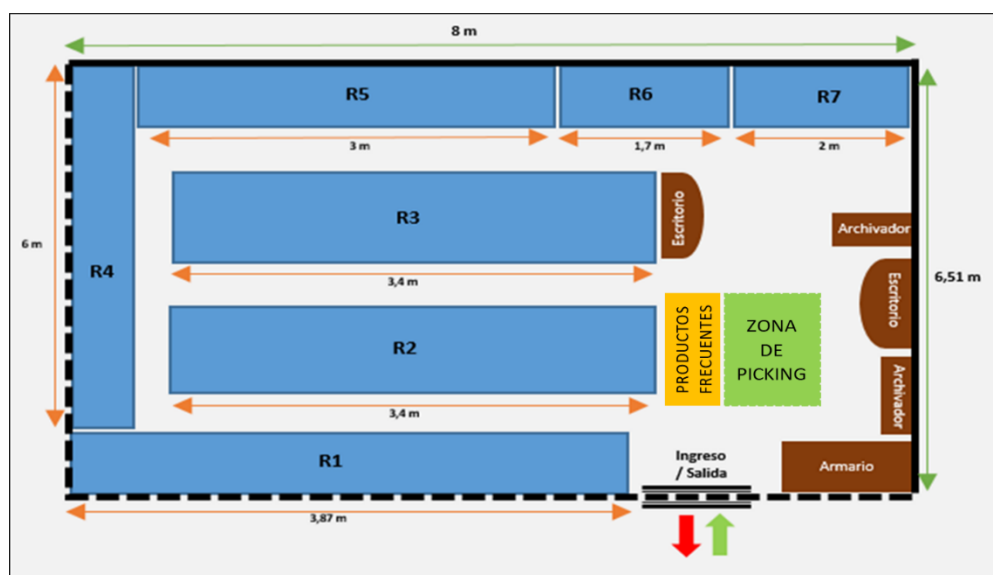 8 m
R5
R6
R7
3 m
1,7 m
2 m
R3
Escritorio
Archivador
6 m
R4
3,4 m
6,51 m
Escritorio
R2
PRODUCTOS
FRECUENTES
ZONA
DE
PICKING
3,4 m
Archivador
R1
Ingreso
/ Salida
Armario
3,87 m